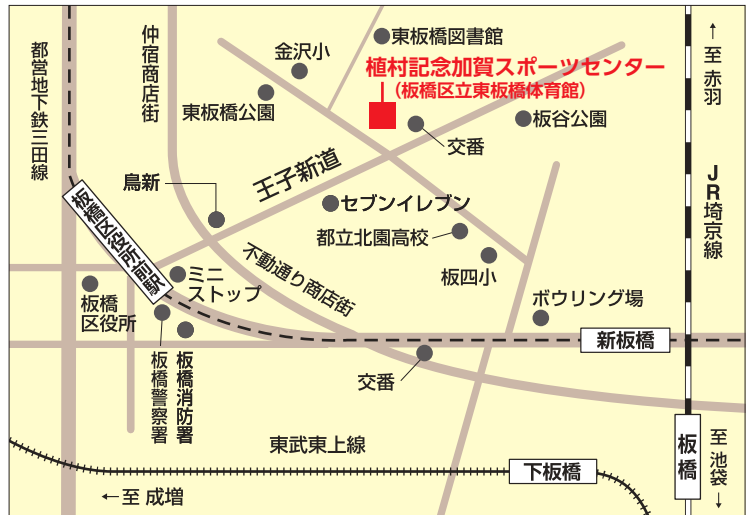 都営地下鉄三田線
仲宿商店街
金沢小
東板橋図書館
植村記念加賀スポーツセンター
(板橋区立東板橋体育館)
東板橋公園
交番
板谷公園
↑至 赤羽
JR埼京線
鳥新
王子新道
セブンイレブン
都立北園高校
板四小
板橋区役所前駅
不動通り商店街
ミニ
ストップ
板橋
区役所
ボウリング場
新板橋
板橋警察署
板橋消防署
交番
東武東上線
下板橋
板橋
至 池袋↓
←至 成増